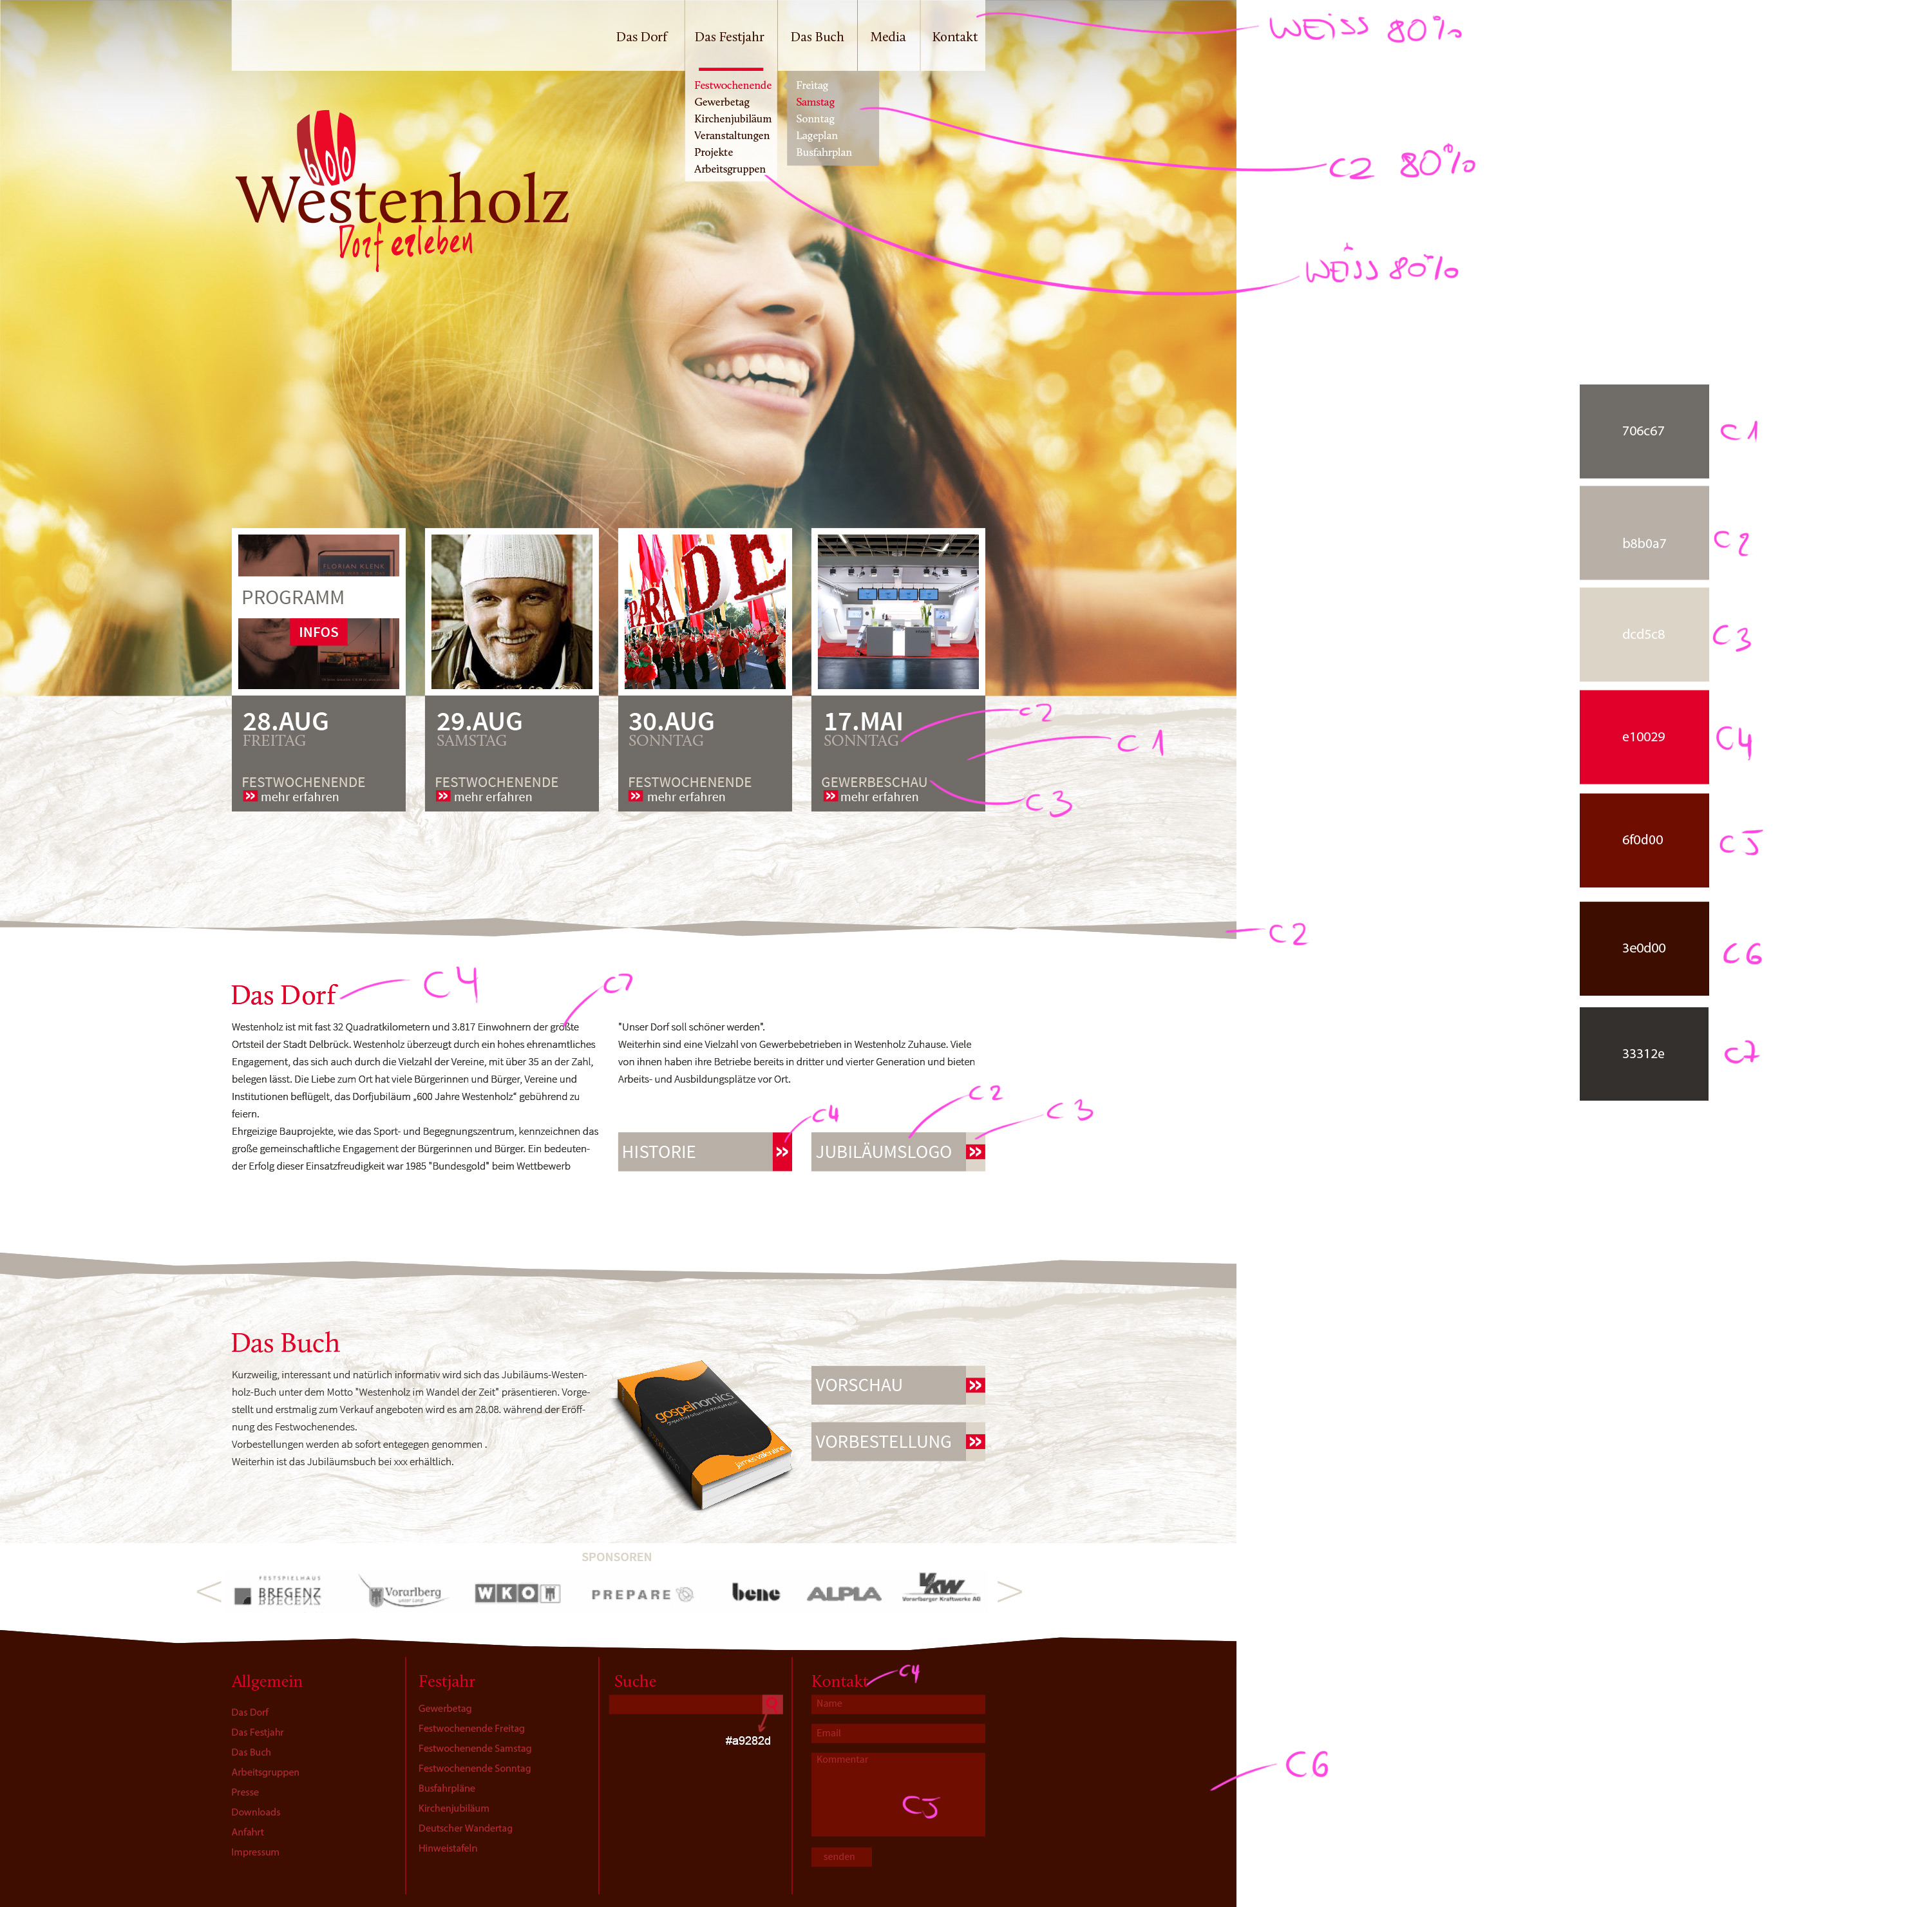 Das Dorf
Das Festjahr
Das Buch
Media
Kontakt
WEISS 80%
Festwochenende
Gewerbetag
Kirchenjubiläum
Veranstaltungen
Projekte
Arbeitsgruppen
Freitag
Samstag
Sonntag
Lageplan
Busfahrplan
C2 80%
WEISS 80%
600
Westenholz
Dorf erleben
706c67
C1
b8b0a7
C2
dcd5c8
C3
e10029
C4
6f0d00
C5
3e0d00
C6
33312e
C7
FLORIAN KLENK
PROGRAMM
INFOS
PARADE
28.AUG
FREITAG
FESTWOCHENENDE
» mehr erfahren
29.AUG
SAMSTAG
FESTWOCHENENDE
» mehr erfahren
30.AUG
SONNTAG
FESTWOCHENENDE
» mehr erfahren
17.MAI
SONNTAG
GEWERBESCHAU
» mehr erfahren
C2
C1
C3
C2
Das Dorf
C4
C7
Westenholz ist mit fast 32 Quadratkilometern und 3.817 Einwohnern der größte
Ortsteil der Stadt Delbrück. Westenholz überzeugt durch ein hohes ehrenamtliches
Engagement, das sich auch durch die Vielzahl der Vereine, mit über 35 an der Zahl,
belegen lässt. Die Liebe zum Ort hat viele Bürgerinnen und Bürger, Vereine und
Institutionen beflügelt, das Dorfjubiläum „600 Jahre Westenholz“ gebührend zu
feiern.
Ehrgeizige Bauprojekte, wie das Sport- und Begegnungszentrum, kennzeichnen das
große gemeinschaftliche Engagement der Bürgerinnen und Bürger. Ein bedeuten-
der Erfolg dieser Einsatzfreudigkeit war 1985 "Bundesgold" beim Wettbewerb
"Unser Dorf soll schöner werden".
Weiterhin sind eine Vielzahl von Gewerbebetrieben in Westenholz Zuhause. Viele
von ihnen haben ihre Betriebe bereits in dritter und vierter Generation und bieten
Arbeits- und Ausbildungsplätze vor Ort.
C4
C2
C3
HISTORIE »
JUBILÄUMSLOGO »
Das Buch
Kurzweilig, interessant und natürlich informativ wird sich das Jubiläums-Westen-
holz-Buch unter dem Motto "Westenholz im Wandel der Zeit" präsentieren. Vorge-
stellt und erstmalig zum Verkauf angeboten wird es am 28.08. während der Eröff-
nung des Festwochenendes.
Vorbestellungen werden ab sofort entegegen genommen .
Weiterhin ist das Jubiläumsbuch bei xxx erhältlich.
gospelnomics
VORSCHAU »
VORBESTELLUNG »
SPONSOREN
FESTSPIELHAUS
BREGENZ
Vorarlberg
unser Land
WKO
PREPARE
bene
ALPLA
VKW
Vorarlberger Kraftwerke AG
Allgemein
Das Dorf
Das Festjahr
Das Buch
Arbeitsgruppen
Presse
Downloads
Anfahrt
Impressum
Festjahr
Gewerbetag
Festwochenende Freitag
Festwochenende Samstag
Festwochenende Sonntag
Busfahrpläne
Kirchenjubiläum
Deutscher Wandertag
Hinweistafeln
Suche
#a9282d
Kontakt
C4
Name
Email
Kommentar
C5
senden
C6